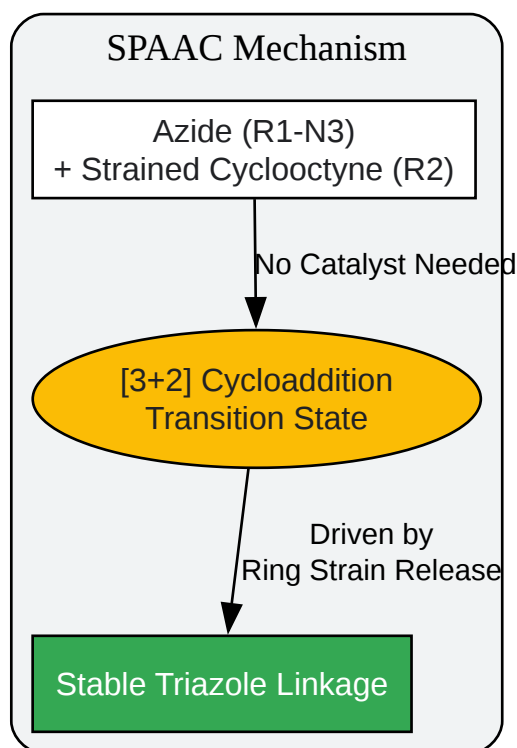 SPAAC Mechanism
Azide (R1-N3)
+ Strained Cyclooctyne (R2)
No Catalyst Needed
[3+2] Cycloaddition
Transition State
Driven by
Ring Strain Release
Stable Triazole Linkage